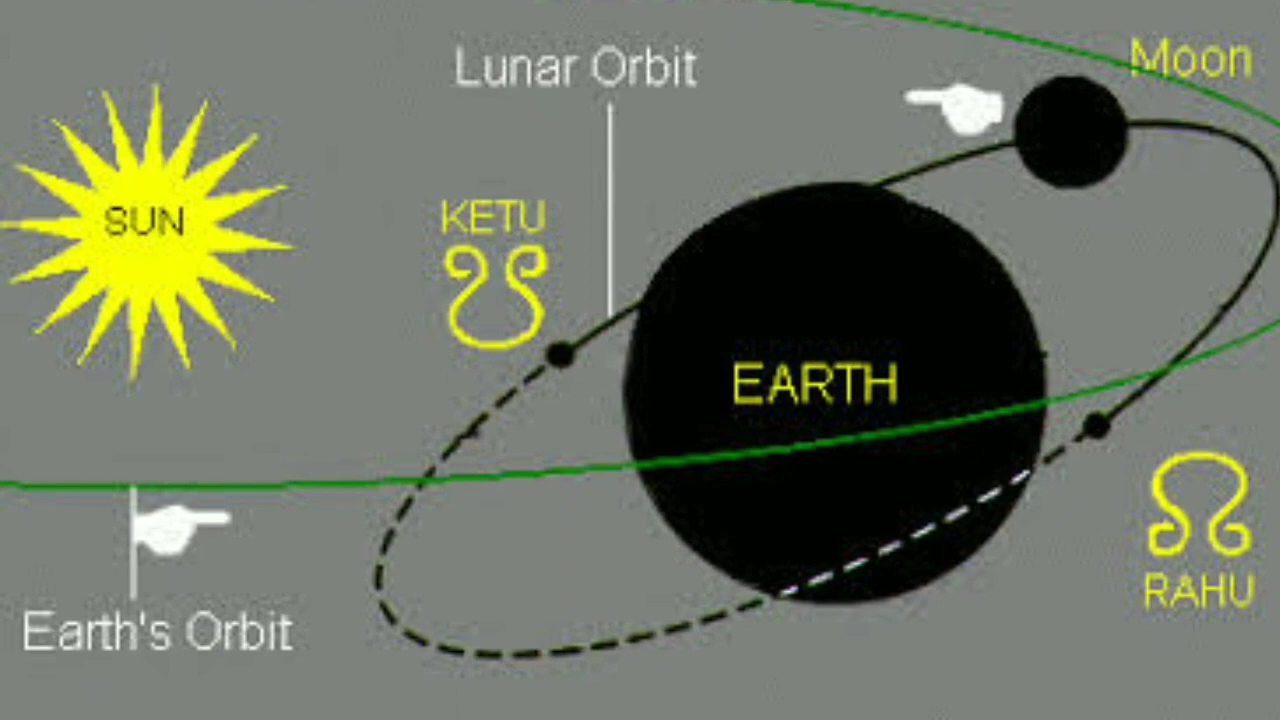 Moon
Lunar Orbit
SUN
KETU
EARTH
RAHU
Earth's Orbit